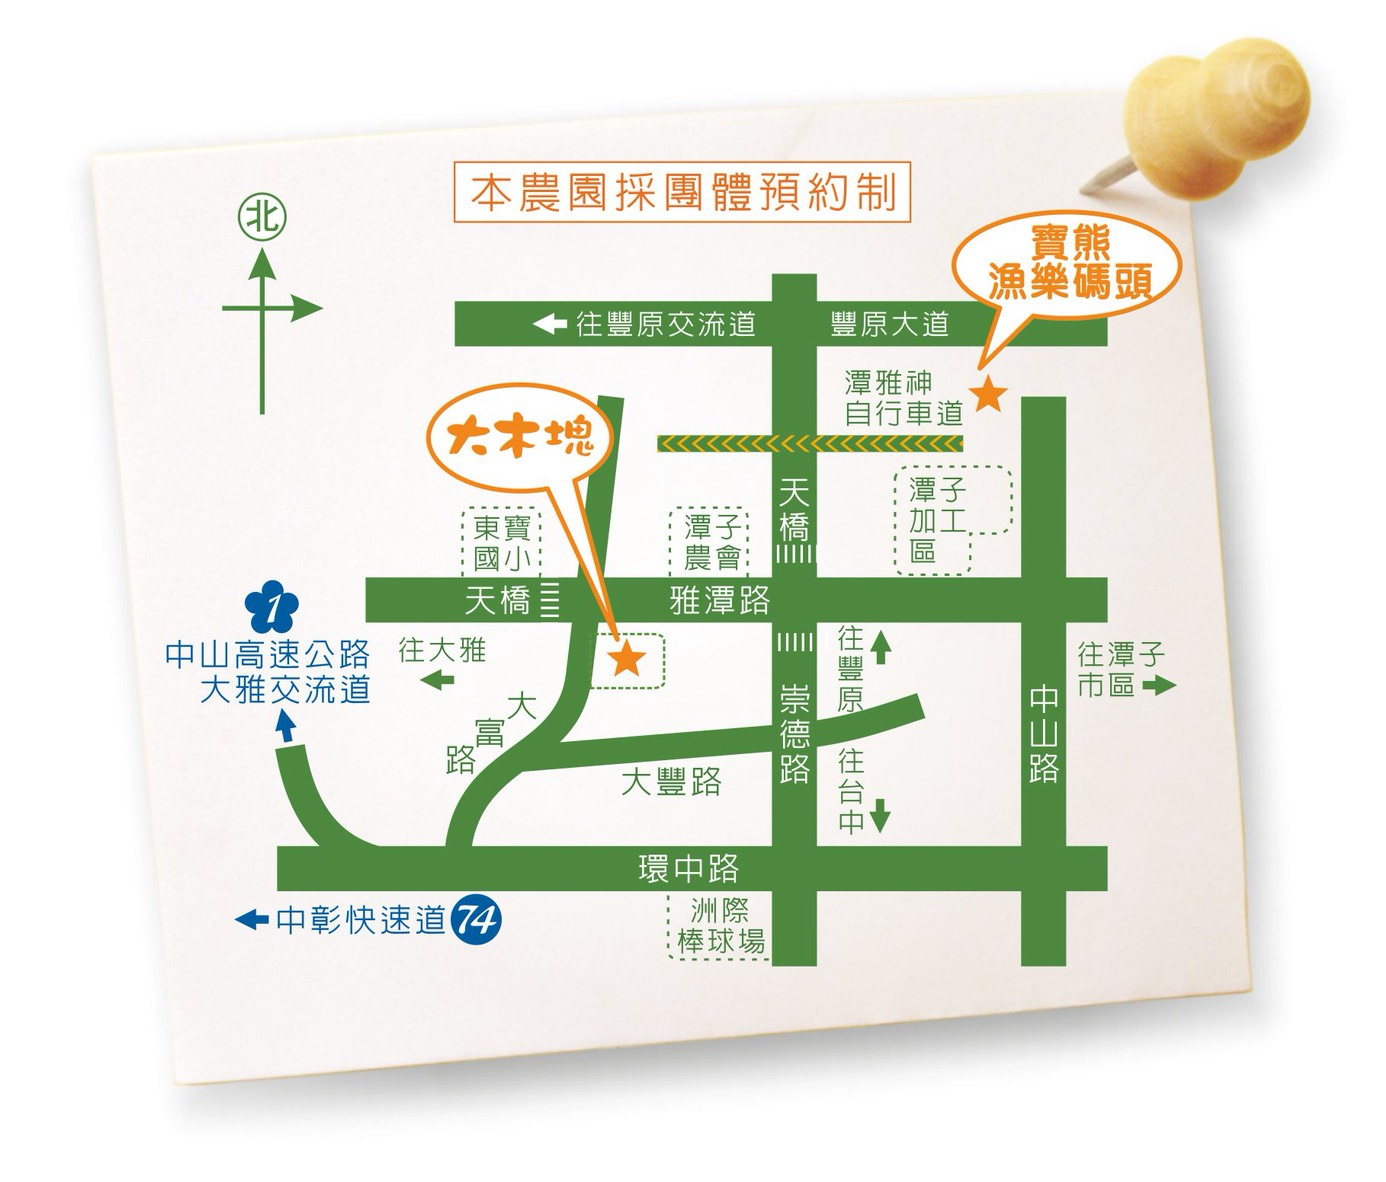 本農園採團體預約制
北
寶熊
漁樂碼頭
往豐原交流道
豐原大道
潭雅神
自行車道
大木塊
天橋
潭子
加工
區
東寶
國小
潭子
農會
天橋
雅潭路
1
中山高速公路
大雅交流道
往大雅
往豐原
往潭子
市區
大富路
崇德路
中山路
大豐路
往台中
環中路
中彰快速道74
洲際
棒球場